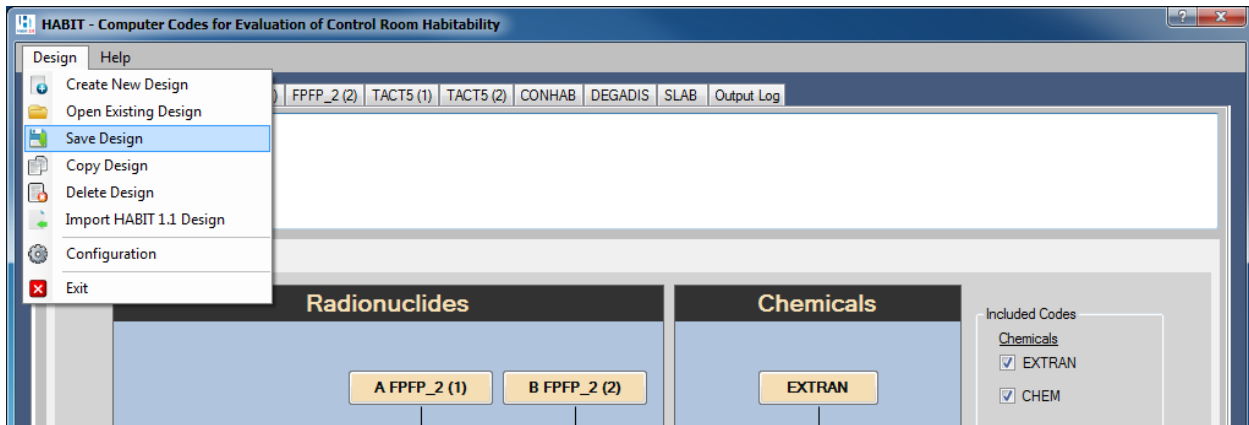 HABIT - Computer Codes for Evaluation of Control Room Habitability
Design Help
Create New Design
) FPFP_2 (2) TACT5 (1) TACT5 (2) CONHAB DEGADIS SLAB Output Log
Open Existing Design
Save Design
Copy Design
Delete Design
Import HABIT 1.1 Design
Configuration
Exit
Radionuclides
Chemicals
Included Codes
Chemicals
EXTRAN
CHEM
A FPFP_2 (1)
B FPFP_2 (2)
EXTRAN